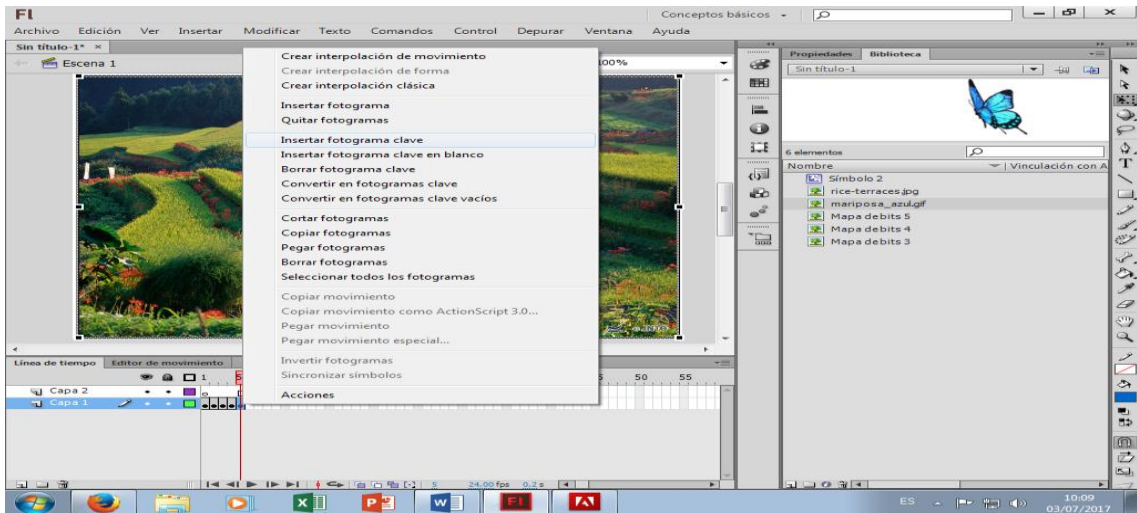 Fl
Conceptos básicos
Archivo Edición Ver Insertar Modificar Texto Comandos Control Depurar Ventana Ayuda
Sin título-1*
Escena 1
100%
Crear interpolación de movimiento
Crear interpolación de forma
Crear interpolación clásica
Insertar fotograma
Quitar fotogramas
Insertar fotograma clave
Insertar fotograma clave en blanco
Borrar fotograma clave
Convertir en fotogramas clave
Convertir en fotogramas clave vacíos
Cortar fotogramas
Copiar fotogramas
Pegar fotogramas
Borrar fotogramas
Seleccionar todos los fotogramas
Copiar movimiento
Copiar movimiento como ActionScript 3.0...
Pegar movimiento
Pegar movimiento especial...
Invertir fotogramas
Sincronizar símbolos
Acciones
Propiedades Biblioteca
Sin título-1
6 elementos
Nombre Vinculación con A
Símbolo 2
rice-terraces.jpg
mariposa_azul.gif
Mapa debits 5
Mapa debits 4
Mapa debits 3
Línea de tiempo Editor de movimiento
1 50 55
Capa 2
Capa 1
5 24.00 fps 0.2 s
ES 10:09
03/07/2017